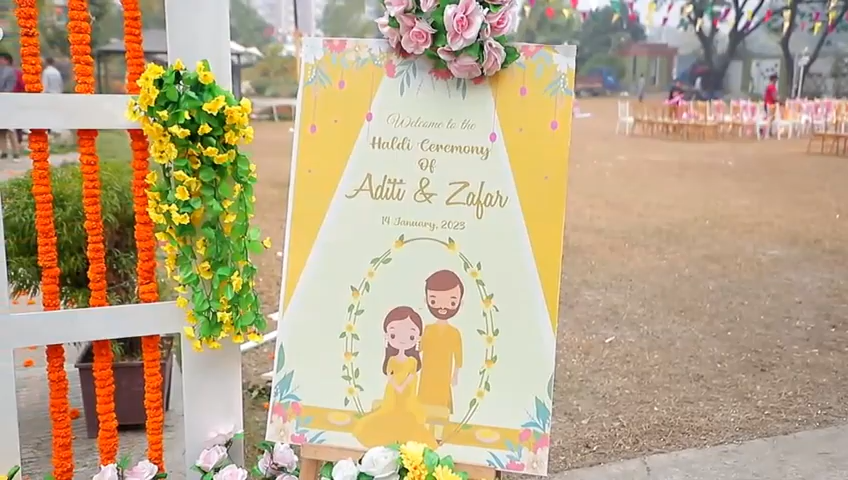 Welcome to the
Haldi Ceremony
Of
Aditi & Zafar
14 January, 2023